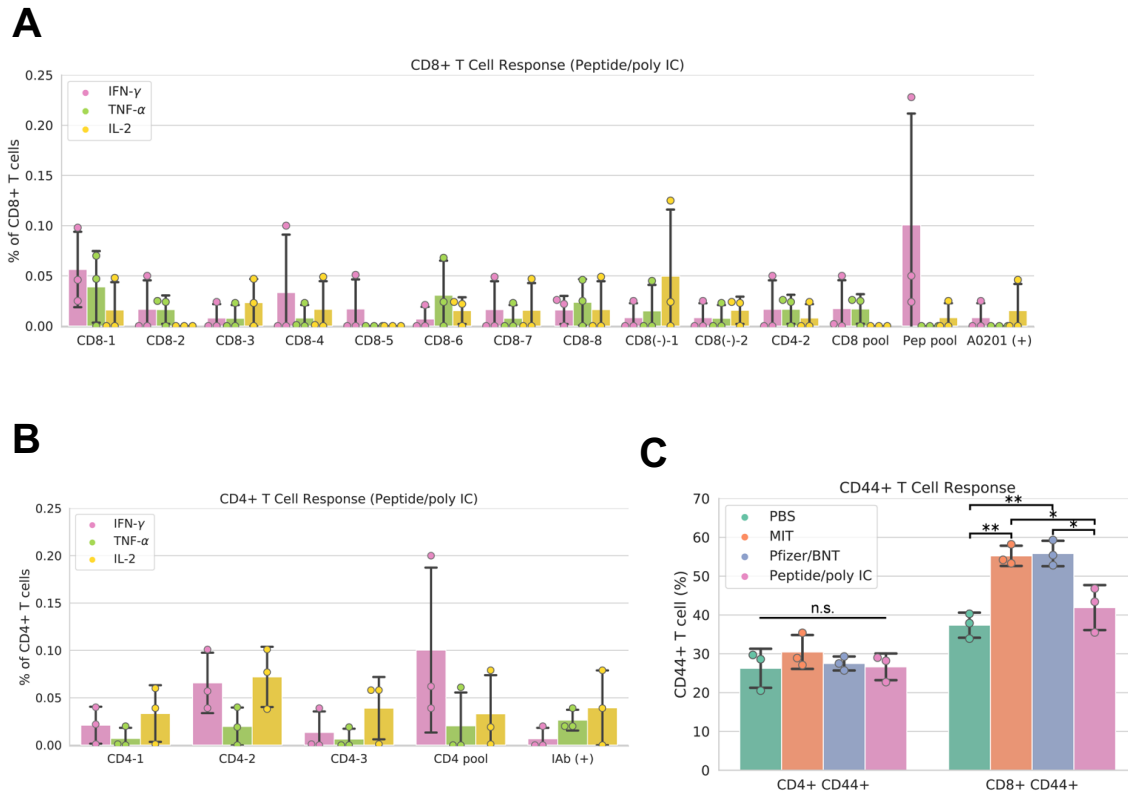 A
CD8+ T Cell Response (Peptide/poly IC)
% of CD8+ T cells
0.25
0.20
0.15
0.10
0.05
0.00
IFN-γ
TNF-α
IL-2
CD8-1 CD8-2 CD8-3 CD8-4 CD8-5 CD8-6 CD8-7 CD8-8 CD8(-)-1 CD8(-)-2 CD4-2 CD8 pool Pep pool A0201 (+)
B
CD4+ T Cell Response (Peptide/poly IC)
% of CD4+ T cells
0.25
0.20
0.15
0.10
0.05
0.00
IFN-γ
TNF-α
IL-2
CD4-1 CD4-2 CD4-3 CD4 pool IAb (+)
C
CD44+ T Cell Response
CD44+ T cell (%)
70
60
50
40
30
20
10
0
PBS
MIT
Pfizer/BNT
Peptide/poly IC
n.s.
**
*
** *
CD4+ CD44+ CD8+ CD44+